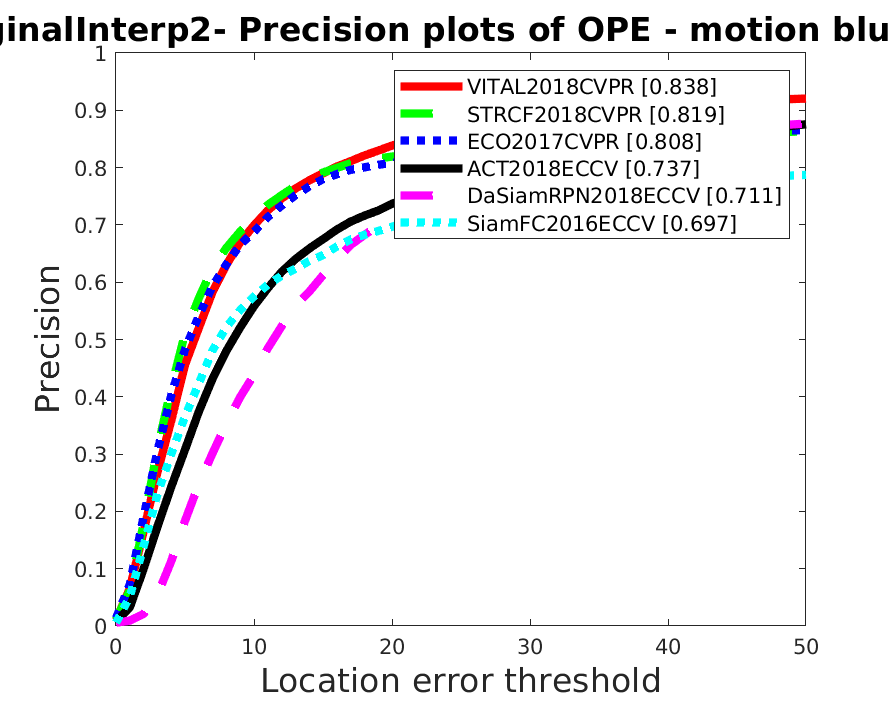 ginalInterp2- Precision plots of OPE - motion blu
1
0.9
0.8
0.7
0.6
0.5
0.4
0.3
0.2
0.1
0
Precision
VITAL2018CVPR [0.838]
STRCF2018CVPR [0.819]
ECO2017CVPR [0.808]
ACT2018ECCV [0.737]
DaSiamRPN2018ECCV [0.711]
SiamFC2016ECCV [0.697]
0 10 20 30 40 50
Location error threshold